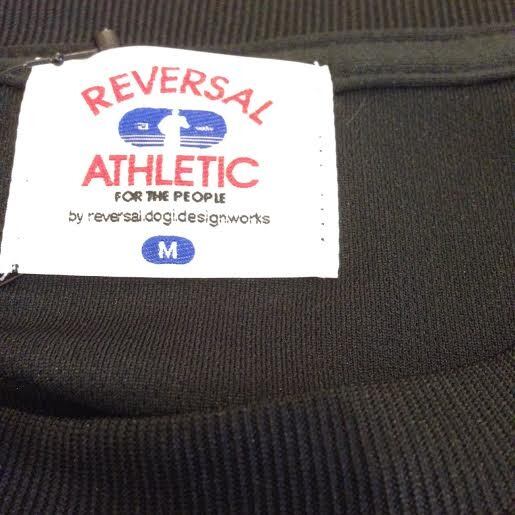 REVERSAL
ATHLETIC
FOR THE PEOPLE
by reversal.dogi.design.works
M